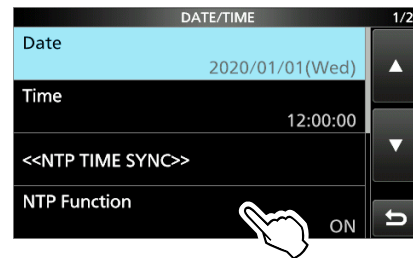 DATE/TIME 1/2
Date
2020/01/01(Wed)
Time
12:00:00
<<NTP TIME SYNC>>
NTP Function
ON